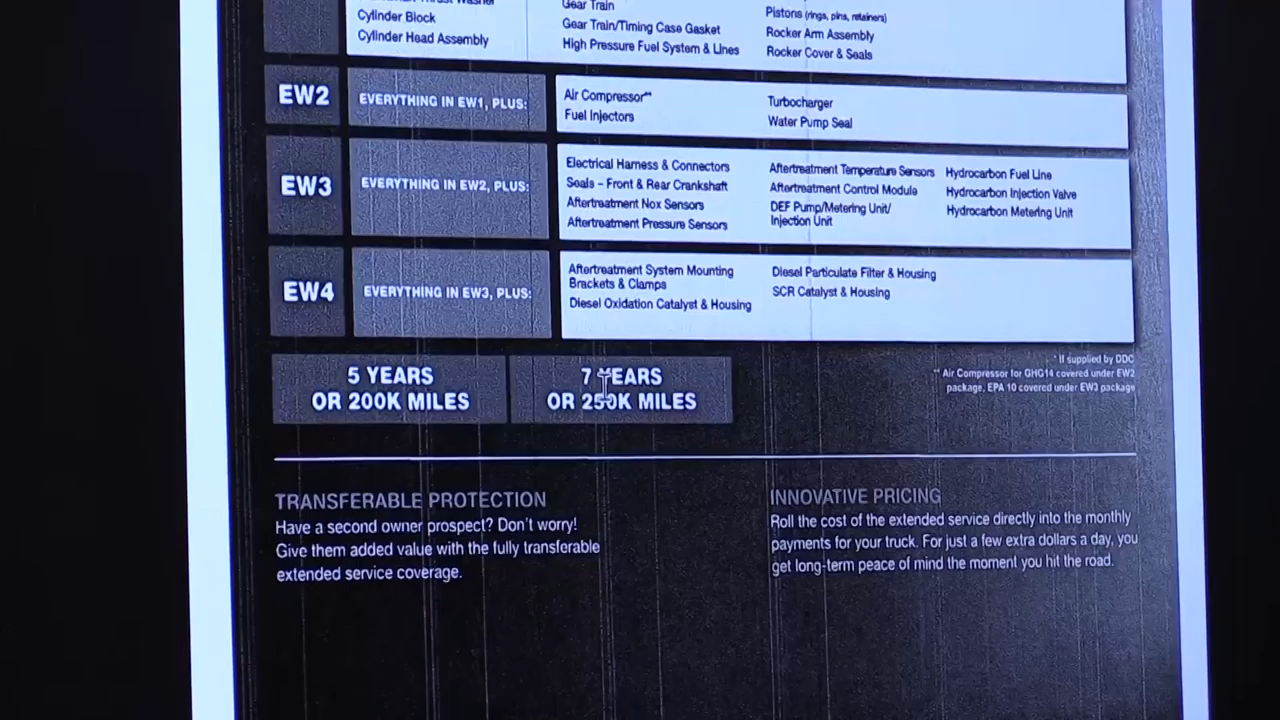 Cylinder Block
Cylinder Head Assembly
Gear Train
Gear Train/Timing Case Gasket
High Pressure Fuel System & Lines
Pistons (rings, pins, retainers)
Rocker Arm Assembly
Rocker Cover & Seals
EW2
EVERYTHING IN EW1, PLUS:
Air Compressor**
Fuel Injectors
Turbocharger
Water Pump Seal
EW3
EVERYTHING IN EW2, PLUS:
Electrical Harness & Connectors
Seals – Front & Rear Crankshaft
Aftertreatment Nox Sensors
Aftertreatment Pressure Sensors
Aftertreatment Temperature Sensors
Aftertreatment Control Module
DEF Pump/Metering Unit/
Injection Unit
Hydrocarbon Fuel Line
Hydrocarbon Injection Valve
Hydrocarbon Metering Unit
EW4
EVERYTHING IN EW3, PLUS:
Aftertreatment System Mounting
Brackets & Clamps
Diesel Oxidation Catalyst & Housing
Diesel Particulate Filter & Housing
SCR Catalyst & Housing
5 YEARS
OR 200K MILES
7 YEARS
OR 250K MILES
* If supplied by DDC
** Air Compressor for GHG14 covered under EW2
package, EPA 10 covered under EW3 package
TRANSFERABLE PROTECTION
Have a second owner prospect? Don't worry!
Give them added value with the fully transferable
extended service coverage.
INNOVATIVE PRICING
Roll the cost of the extended service directly into the monthly
payments for your truck. For just a few extra dollars a day, you
get long-term peace of mind the moment you hit the road.